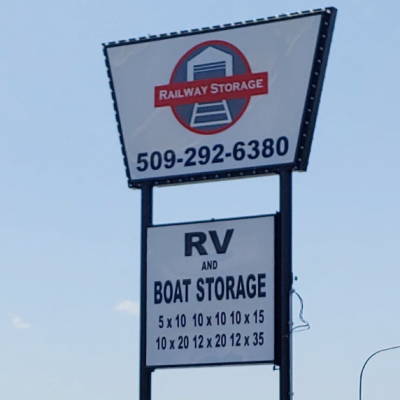 RAILWAY STORAGE
509-292-6380
RV
AND
BOAT STORAGE
5 x 10 10 x 10 10 x 15
10 x 20 12 x 20 12 x 35